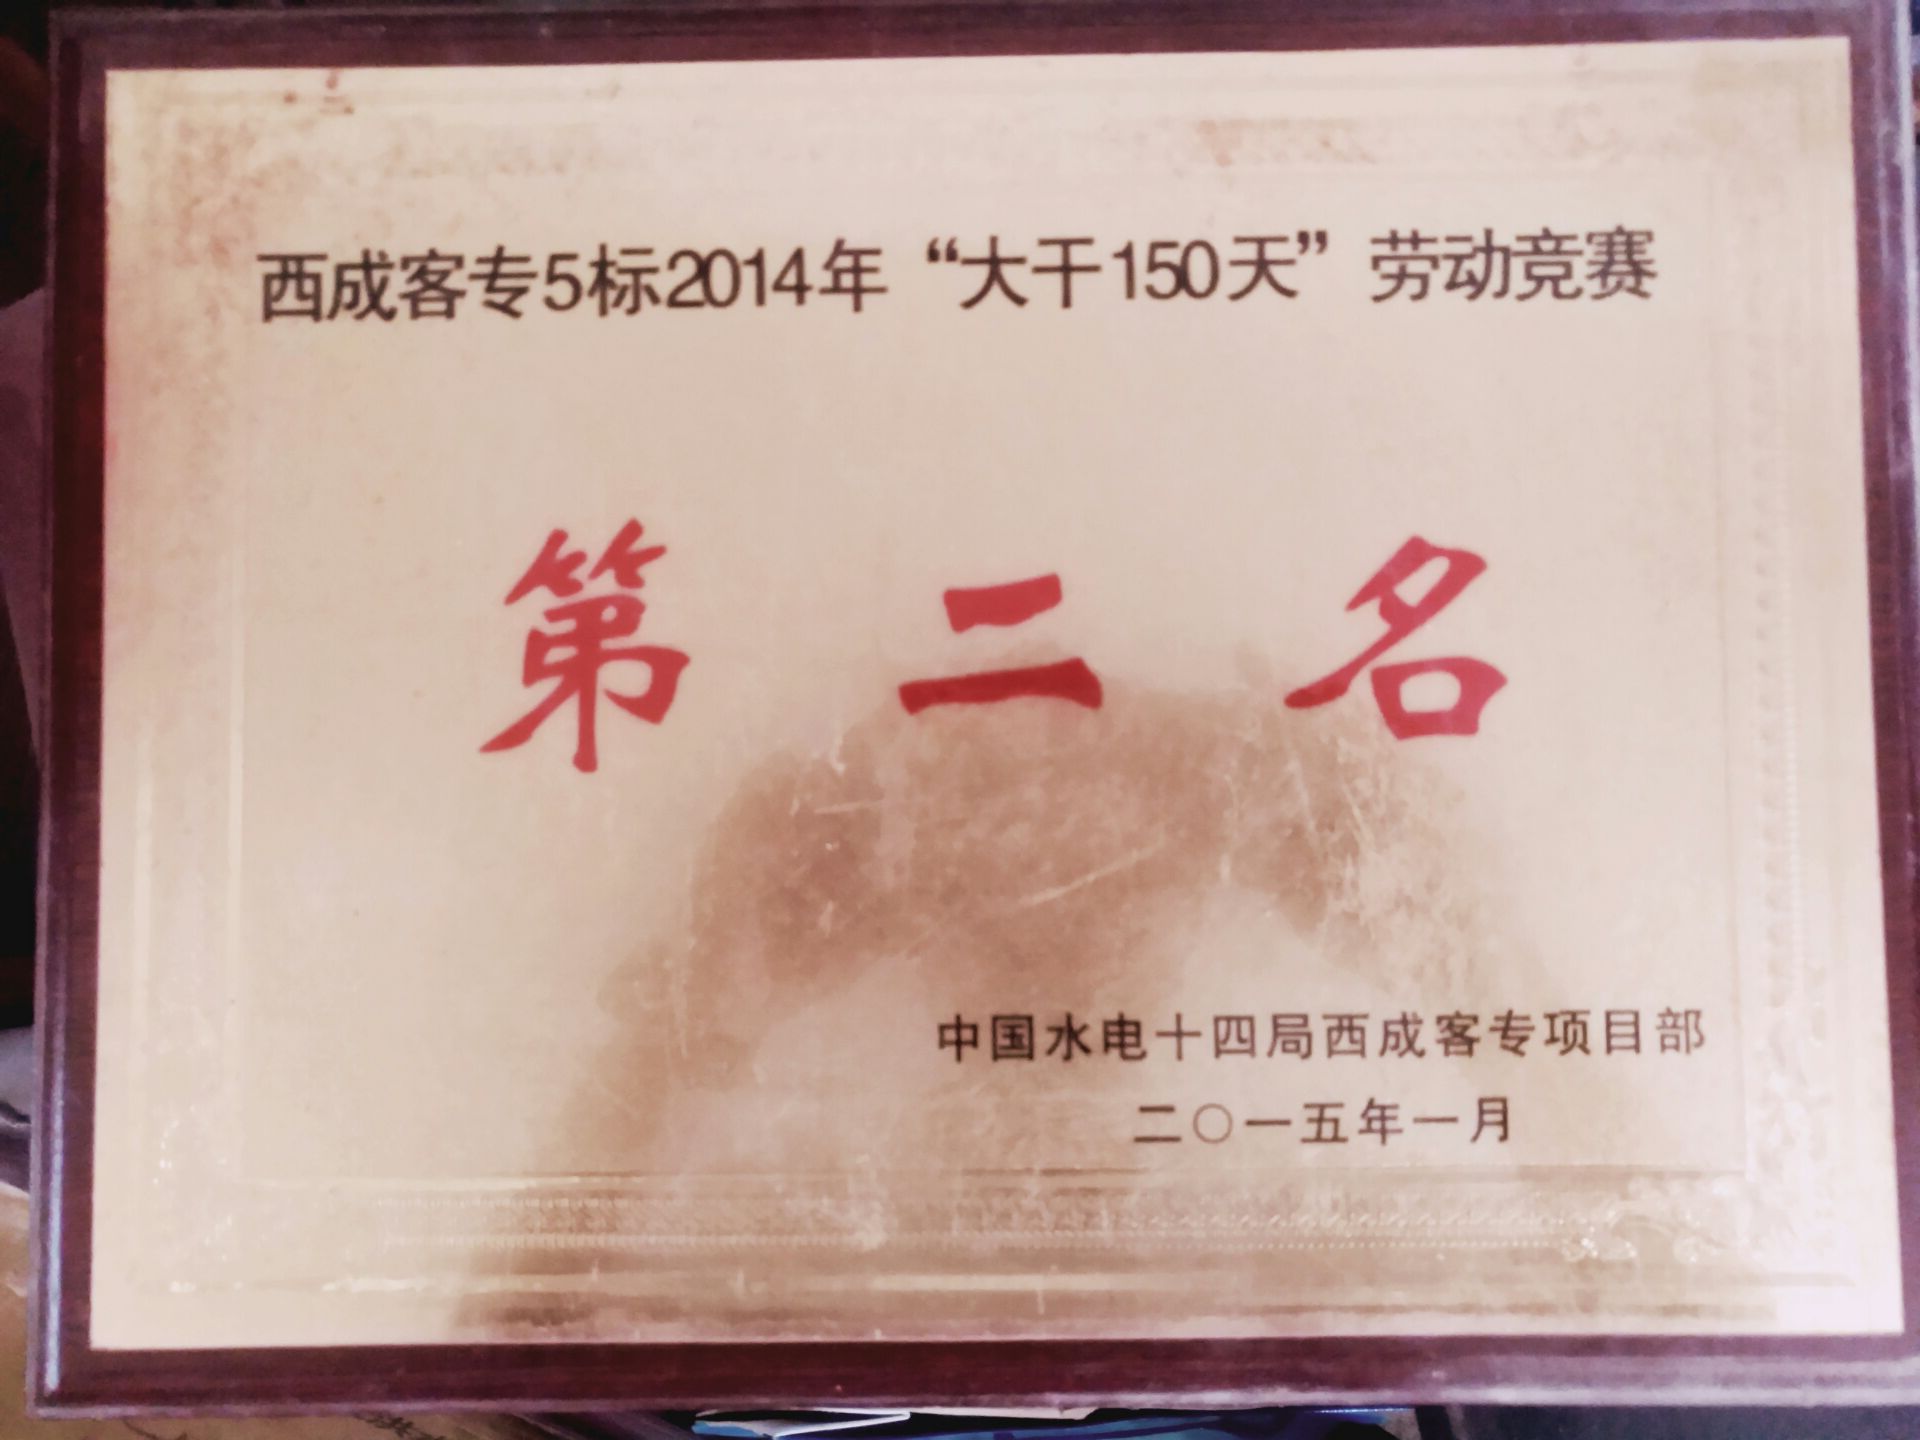 西成客专5标2014年“大干150天”劳动竞赛
第二名
中国水电十四局西成客专项目部
二〇一五年一月